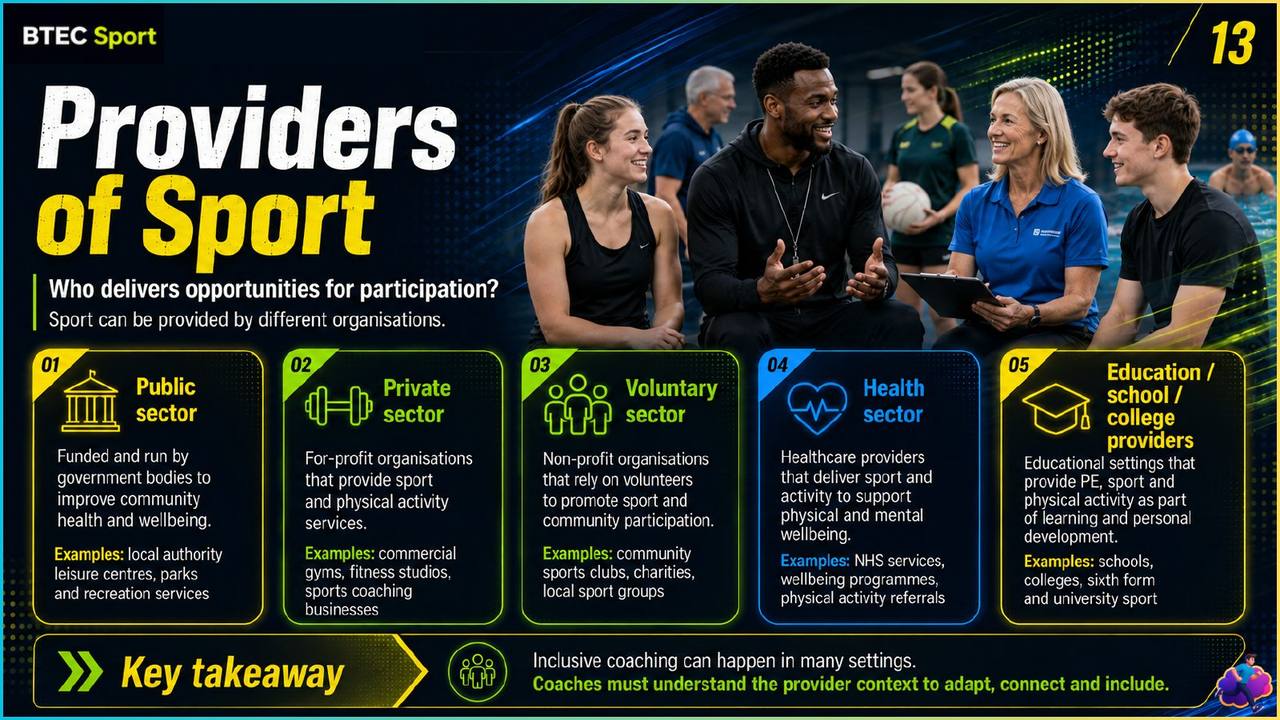 BTEC Sport
13
Providers
of Sport
Who delivers opportunities for participation?
Sport can be provided by different organisations.
01
Public
sector
Funded and run by
government bodies to
improve community
health and wellbeing.
Examples: local authority
leisure centres, parks
and recreation services
02
Private
sector
For-profit organisations
that provide sport
and physical activity
services.
Examples: commercial
gyms, fitness studios,
sports coaching
businesses
03
Voluntary
sector
Non-profit organisations
that rely on volunteers
to promote sport and
community participation.
Examples: community
sports clubs, charities,
local sport groups
04
Health
sector
Healthcare providers
that deliver sport and
activity to support
physical and mental
wellbeing.
Examples: NHS services,
wellbeing programmes,
physical activity referrals
05
Education /
school /
college
providers
Educational settings that
provide PE, sport and
physical activity as part
of learning and personal
development.
Examples: schools,
colleges, sixth form
and university sport
Key takeaway
Inclusive coaching can happen in many settings.
Coaches must understand the provider context to adapt, connect and include.